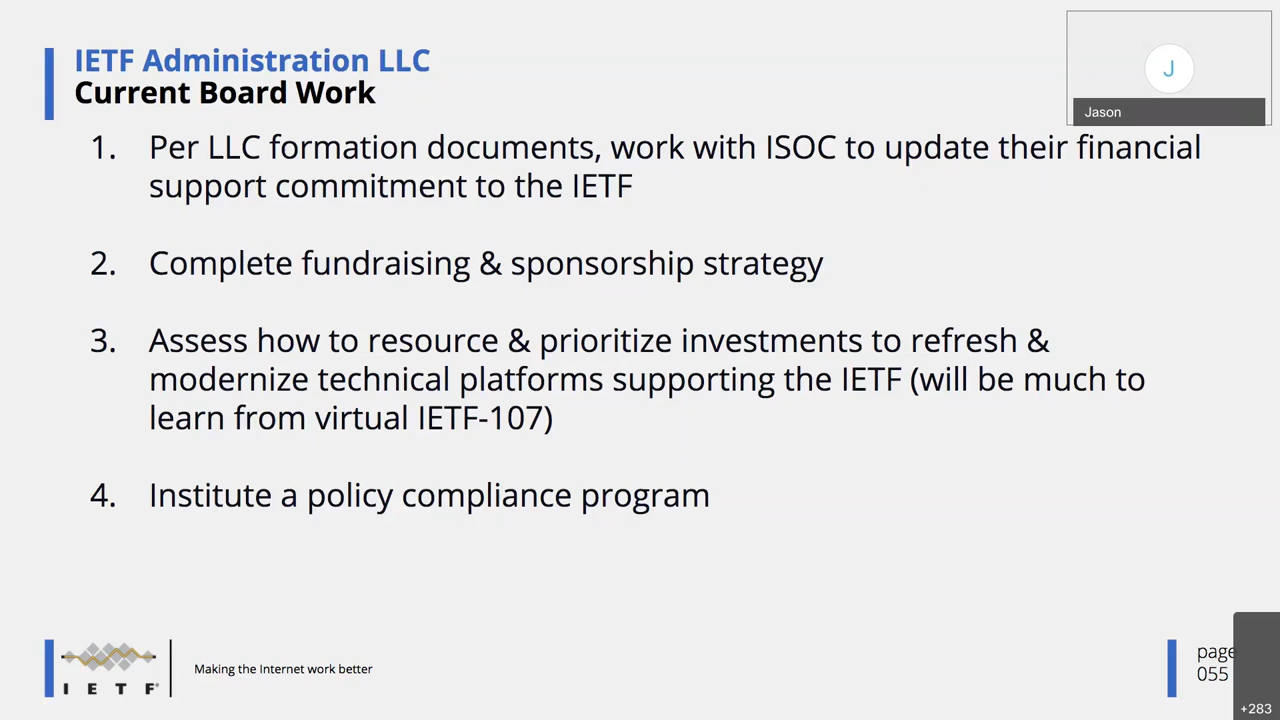 IETF Administration LLC
Current Board Work
J
Jason
1. Per LLC formation documents, work with ISOC to update their financial
support commitment to the IETF
2. Complete fundraising & sponsorship strategy
3. Assess how to resource & prioritize investments to refresh &
modernize technical platforms supporting the IETF (will be much to
learn from virtual IETF-107)
4. Institute a policy compliance program
I E T F®
Making the Internet work better
page
055
+283